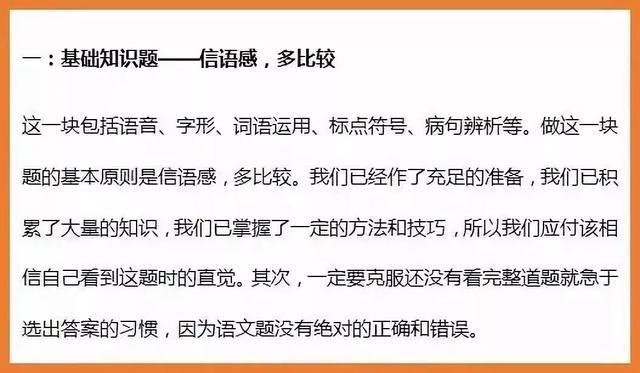 一：基础知识题——信语感，多比较
这一块包括语音、字形、词语运用、标点符号、病句辨析等。做这一块
题的基本原则是信语感，多比较。我们已经作了充足的准备，我们已积
累了大量的知识，我们已掌握了一定的方法和技巧，所以我们应付该相
信自己看到这题时的直觉。其次，一定要克服还没有看完整道题就急于
选出答案的习惯，因为语文题没有绝对的正确和错误。